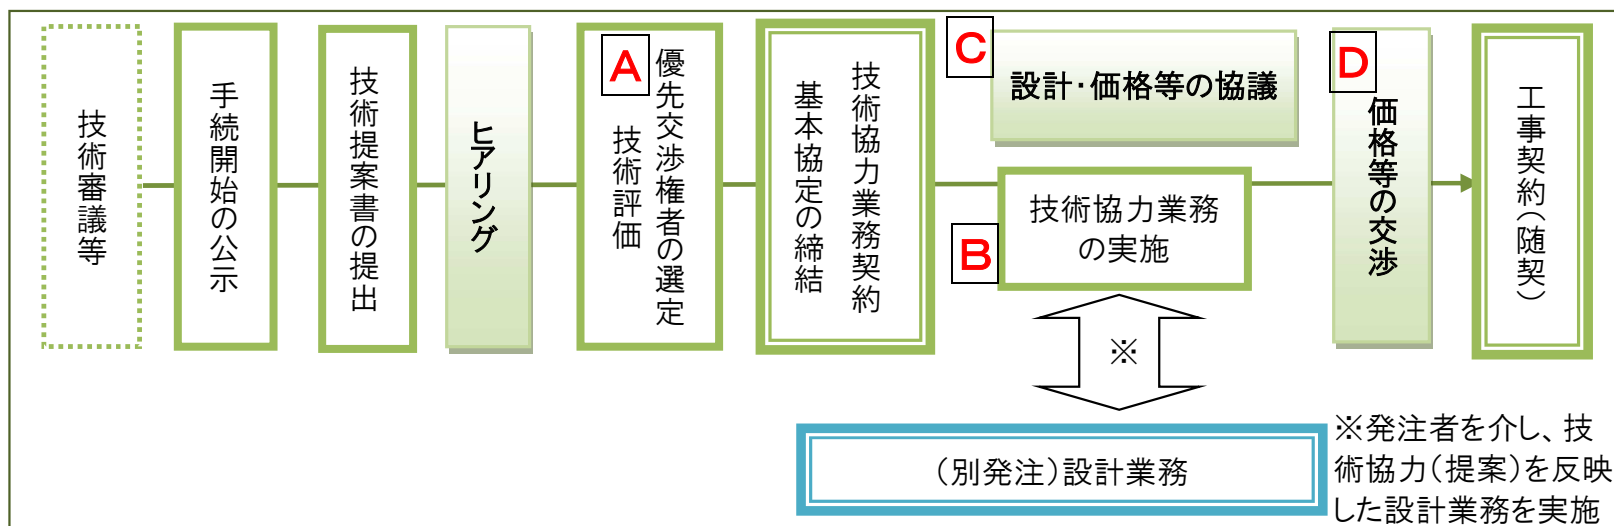 技術審議等
手続開始の公示
技術提案書の提出
ヒアリング
A
優先交渉権者の選定
技術評価
技術協力業務契約
基本協定の締結
C
設計・価格等の協議
B
技術協力業務
の実施
D
価格等の交渉
工事契約(随契)
※
(別発注)設計業務
※発注者を介し、技
術協力(提案)を反映
した設計業務を実施